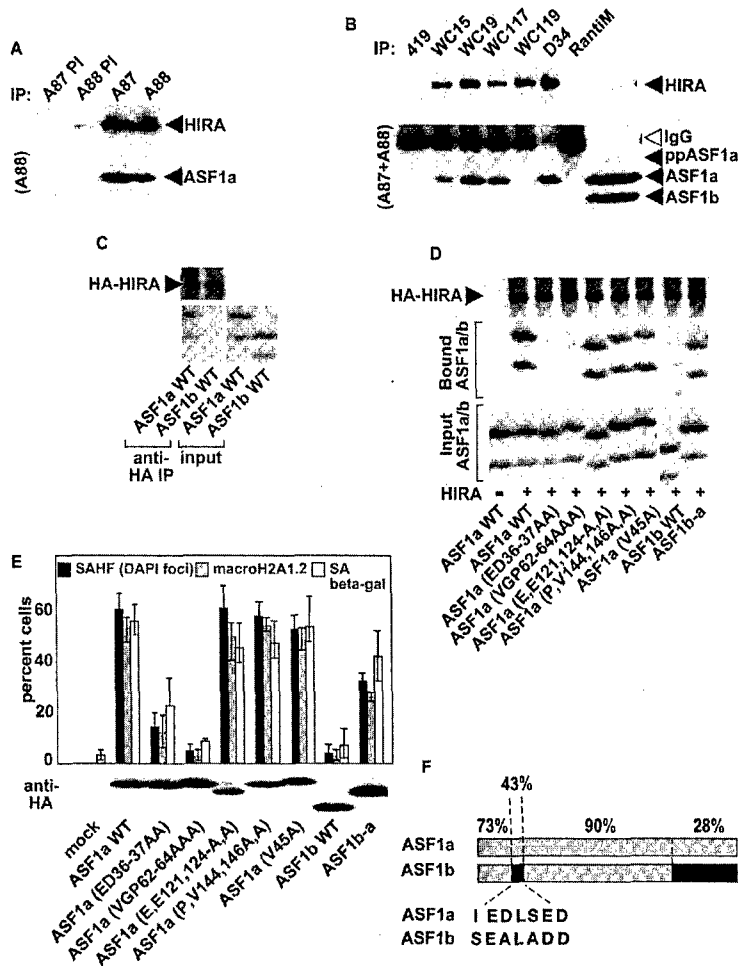 A
IP:
A87 PI
A88 PI
A87
A88
HIRA
(A88)
ASF1a
B
IP:
419
WC15
WC19
WC117
WC119
D34
RantiM
HIRA
(A87+A88)
IgG
ppASF1a
ASF1a
ASF1b
C
HA-HIRA
ASF1a WT
ASF1b WT
ASF1a WT
ASF1b WT
anti-
HA IP
input
D
HA-HIRA
Bound
ASF1a/b
Input
ASF1a/b
HIRA - + + + + + + + +
ASF1a WT
ASF1a WT
ASF1a (ED36-37AA)
ASF1a (VGP62-64AAA)
ASF1a (E,E121,124-A,A)
ASF1a (P,V144,146A,A)
ASF1a (V45A)
ASF1b WT
ASF1b-a
E
SAHF (DAPI foci)
macroH2A1.2
SA
beta-gal
percent cells
60
40
20
0
anti-
HA
mock
ASF1a WT
ASF1a (ED36-37AA)
ASF1a (VGP62-64AAA)
ASF1a (E,E121,124-A,A)
ASF1a (P,V144,146A,A)
ASF1a (V45A)
ASF1b WT
ASF1b-a
F
43%
73% 90% 28%
ASF1a
ASF1b
ASF1a I EDLSED
ASF1b SEALADD